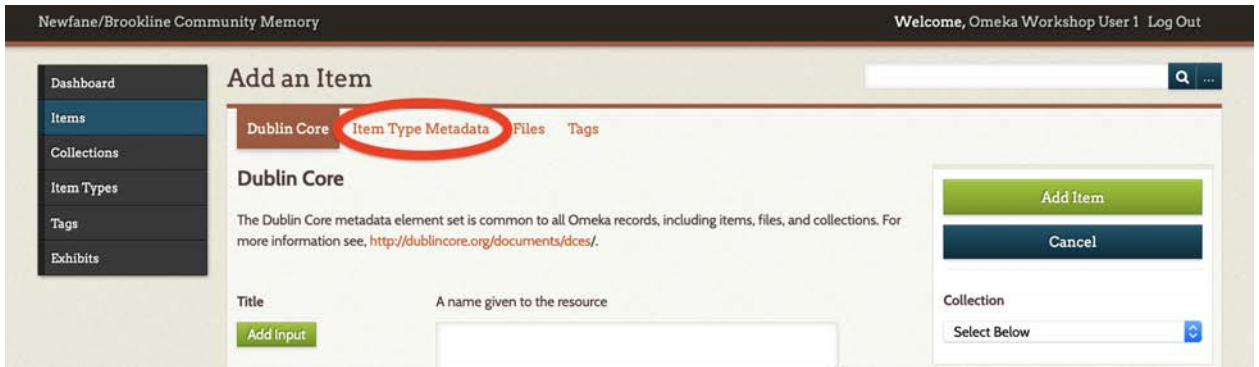 Newfane/Brookline Community Memory
Welcome, Omeka Workshop User 1 Log Out
Dashboard
Items
Collections
Item Types
Tags
Exhibits
Add an Item
...
Dublin Core Item Type Metadata Files Tags
Dublin Core
The Dublin Core metadata element set is common to all Omeka records, including items, files, and collections. For
more information see, http://dublincore.org/documents/dces/.
Title
A name given to the resource
Add Input
Add Item
Cancel
Collection
Select Below